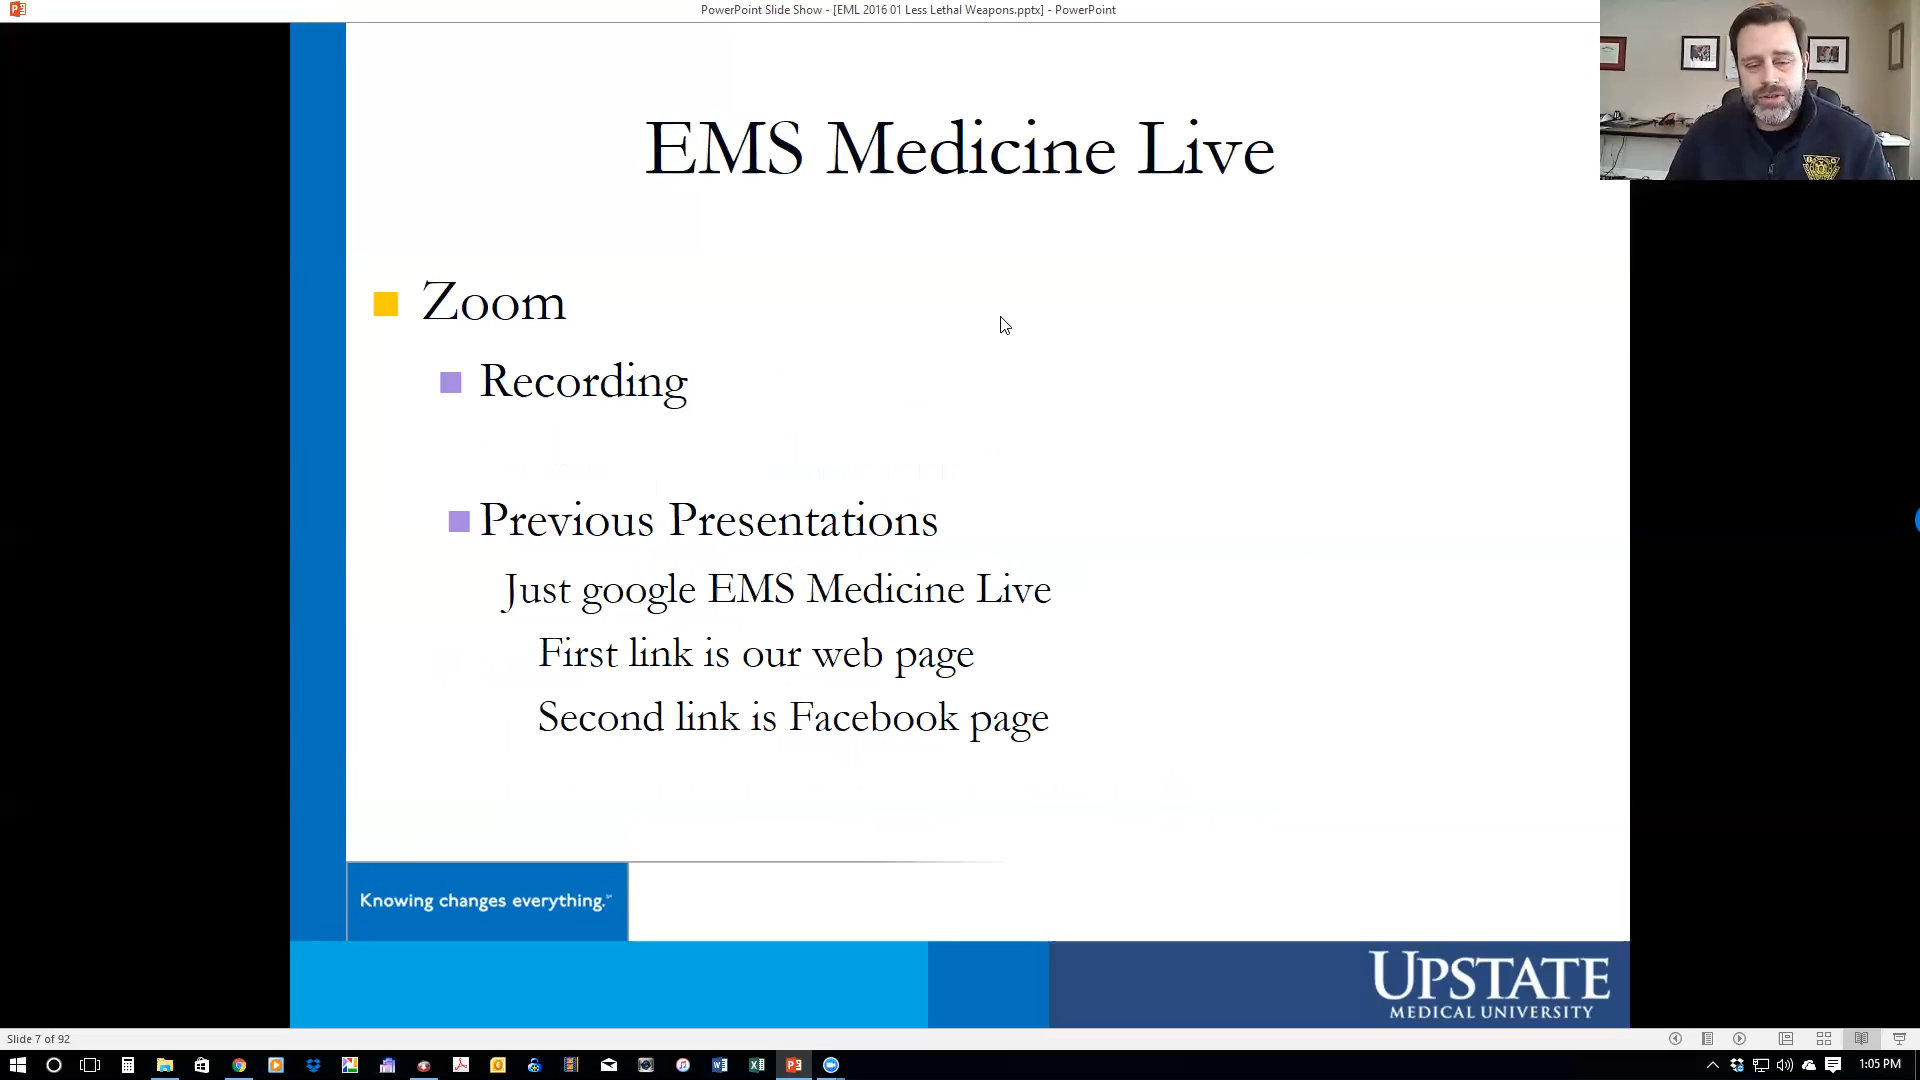 PowerPoint Slide Show - [EML 2016 01 Less Lethal Weapons.pptx] - PowerPoint
EMS Medicine Live
Zoom
Recording
Previous Presentations
Just google EMS Medicine Live
First link is our web page
Second link is Facebook page
Knowing changes everything.℠
UPSTATE
MEDICAL UNIVERSITY
Slide 7 of 92
1:05 PM